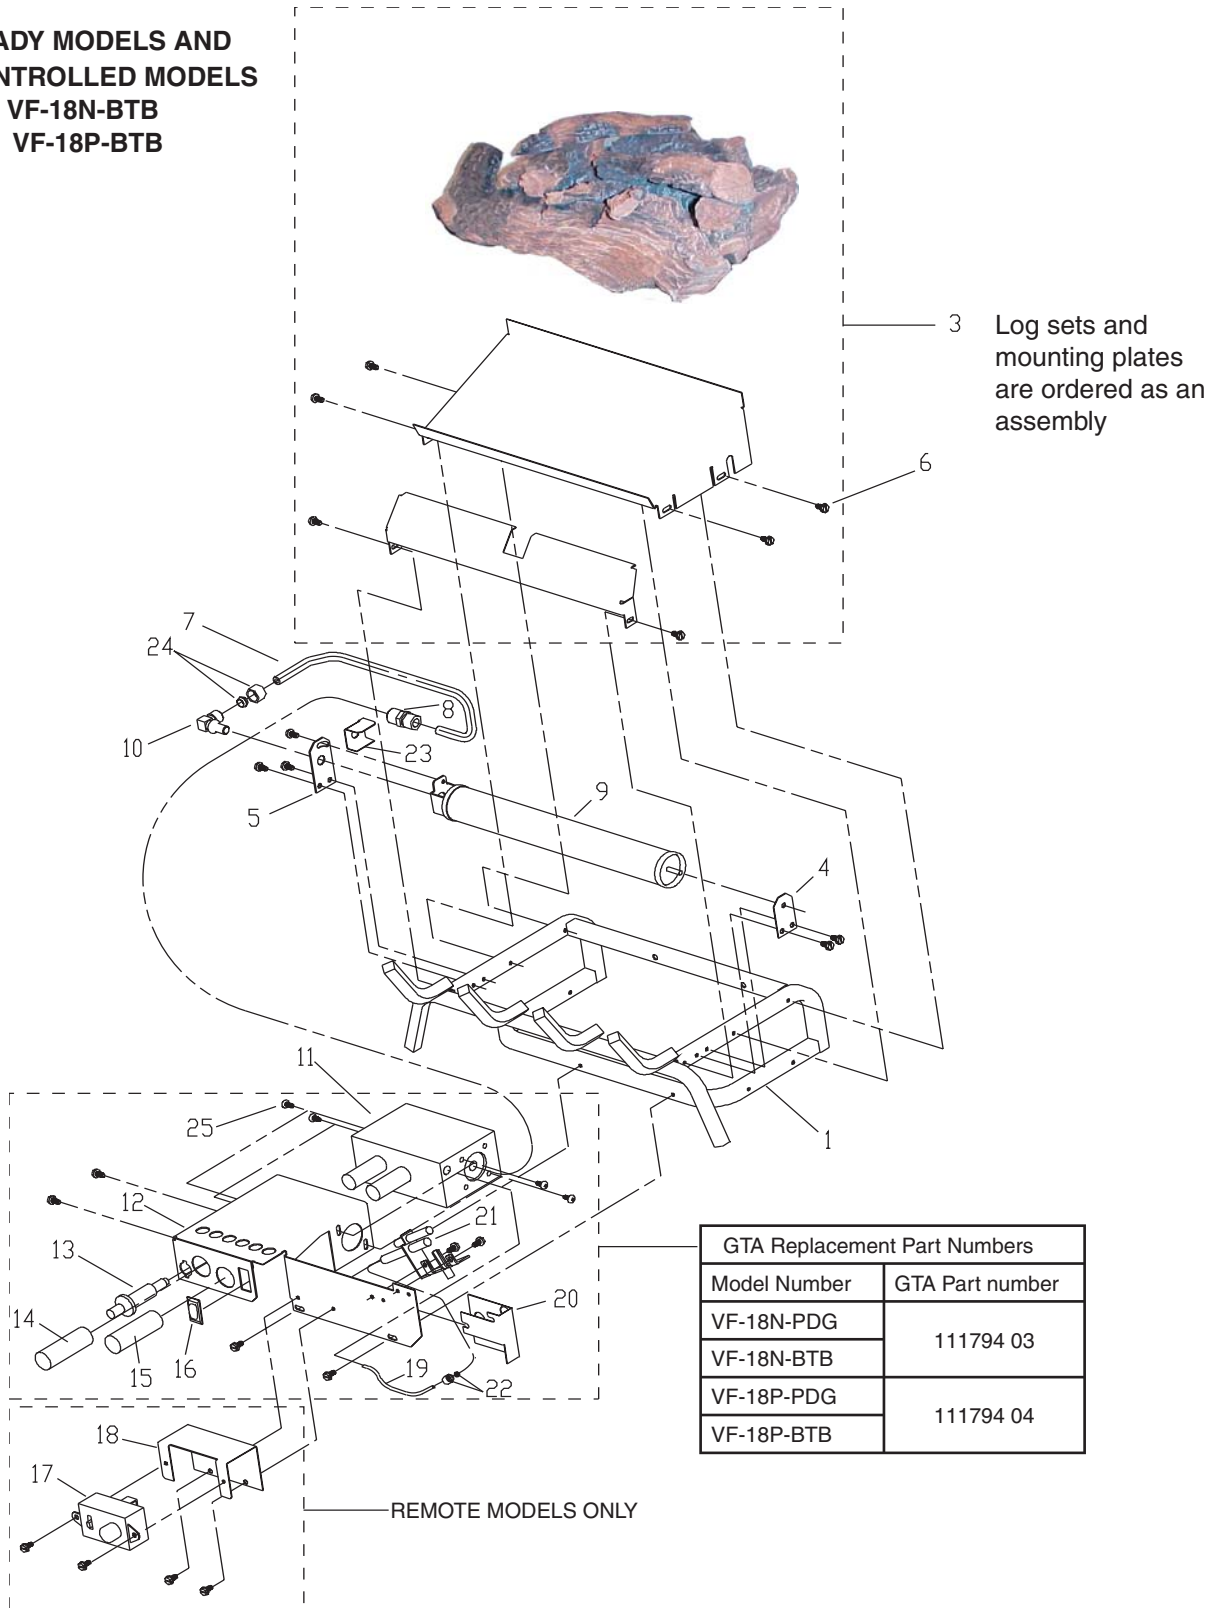 ADY MODELS AND
NTROLLED MODELS
VF-18N-BTB
VF-18P-BTB
3
Log sets and
mounting plates
are ordered as an
assembly
6
7
24
8
10
23
5
9
4
11
25
1
12
21
13
20
14
15
16
19
22
GTA Replacement Part Numbers
Model Number GTA Part number
VF-18N-PDG
111794 03
VF-18N-BTB
VF-18P-PDG
111794 04
VF-18P-BTB
18
17
REMOTE MODELS ONLY